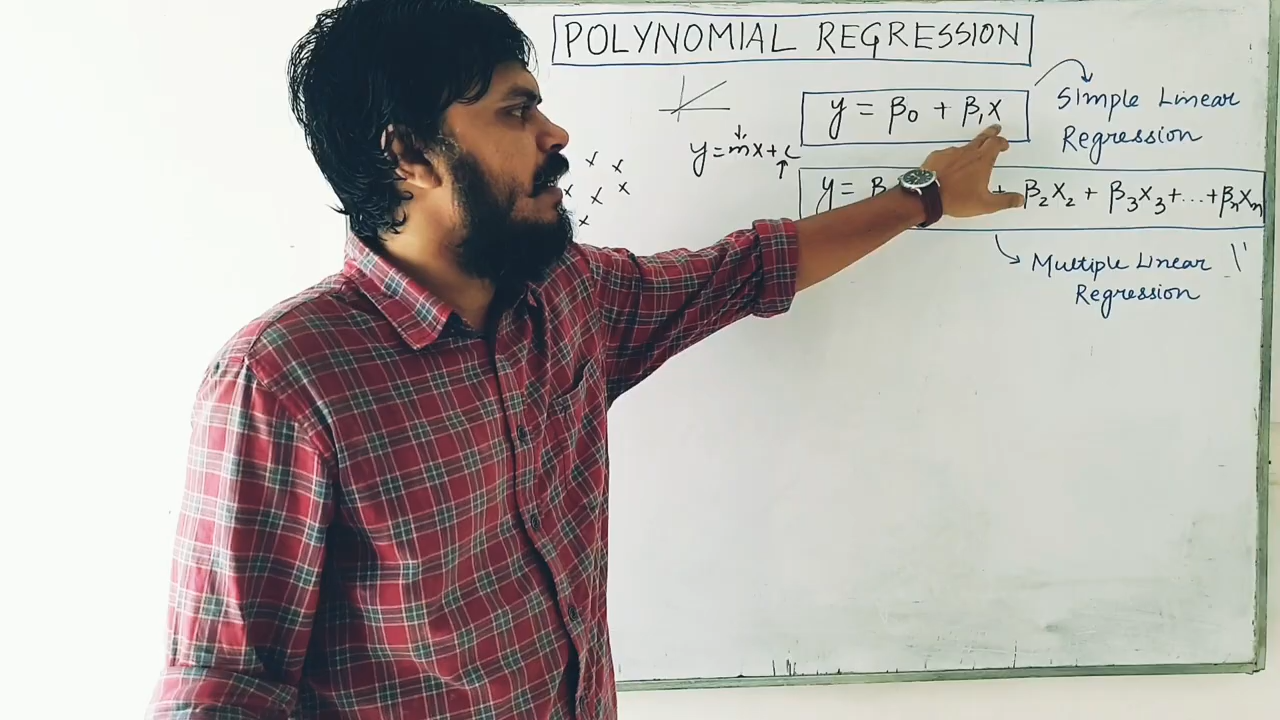 POLYNOMIAL REGRESSION
y = β₀ + β₁x
Simple Linear
Regression
y = mx + c
y = β + β₂x₂ + β₃x₃ + ... + βₙxₙ
Multiple Linear
Regression